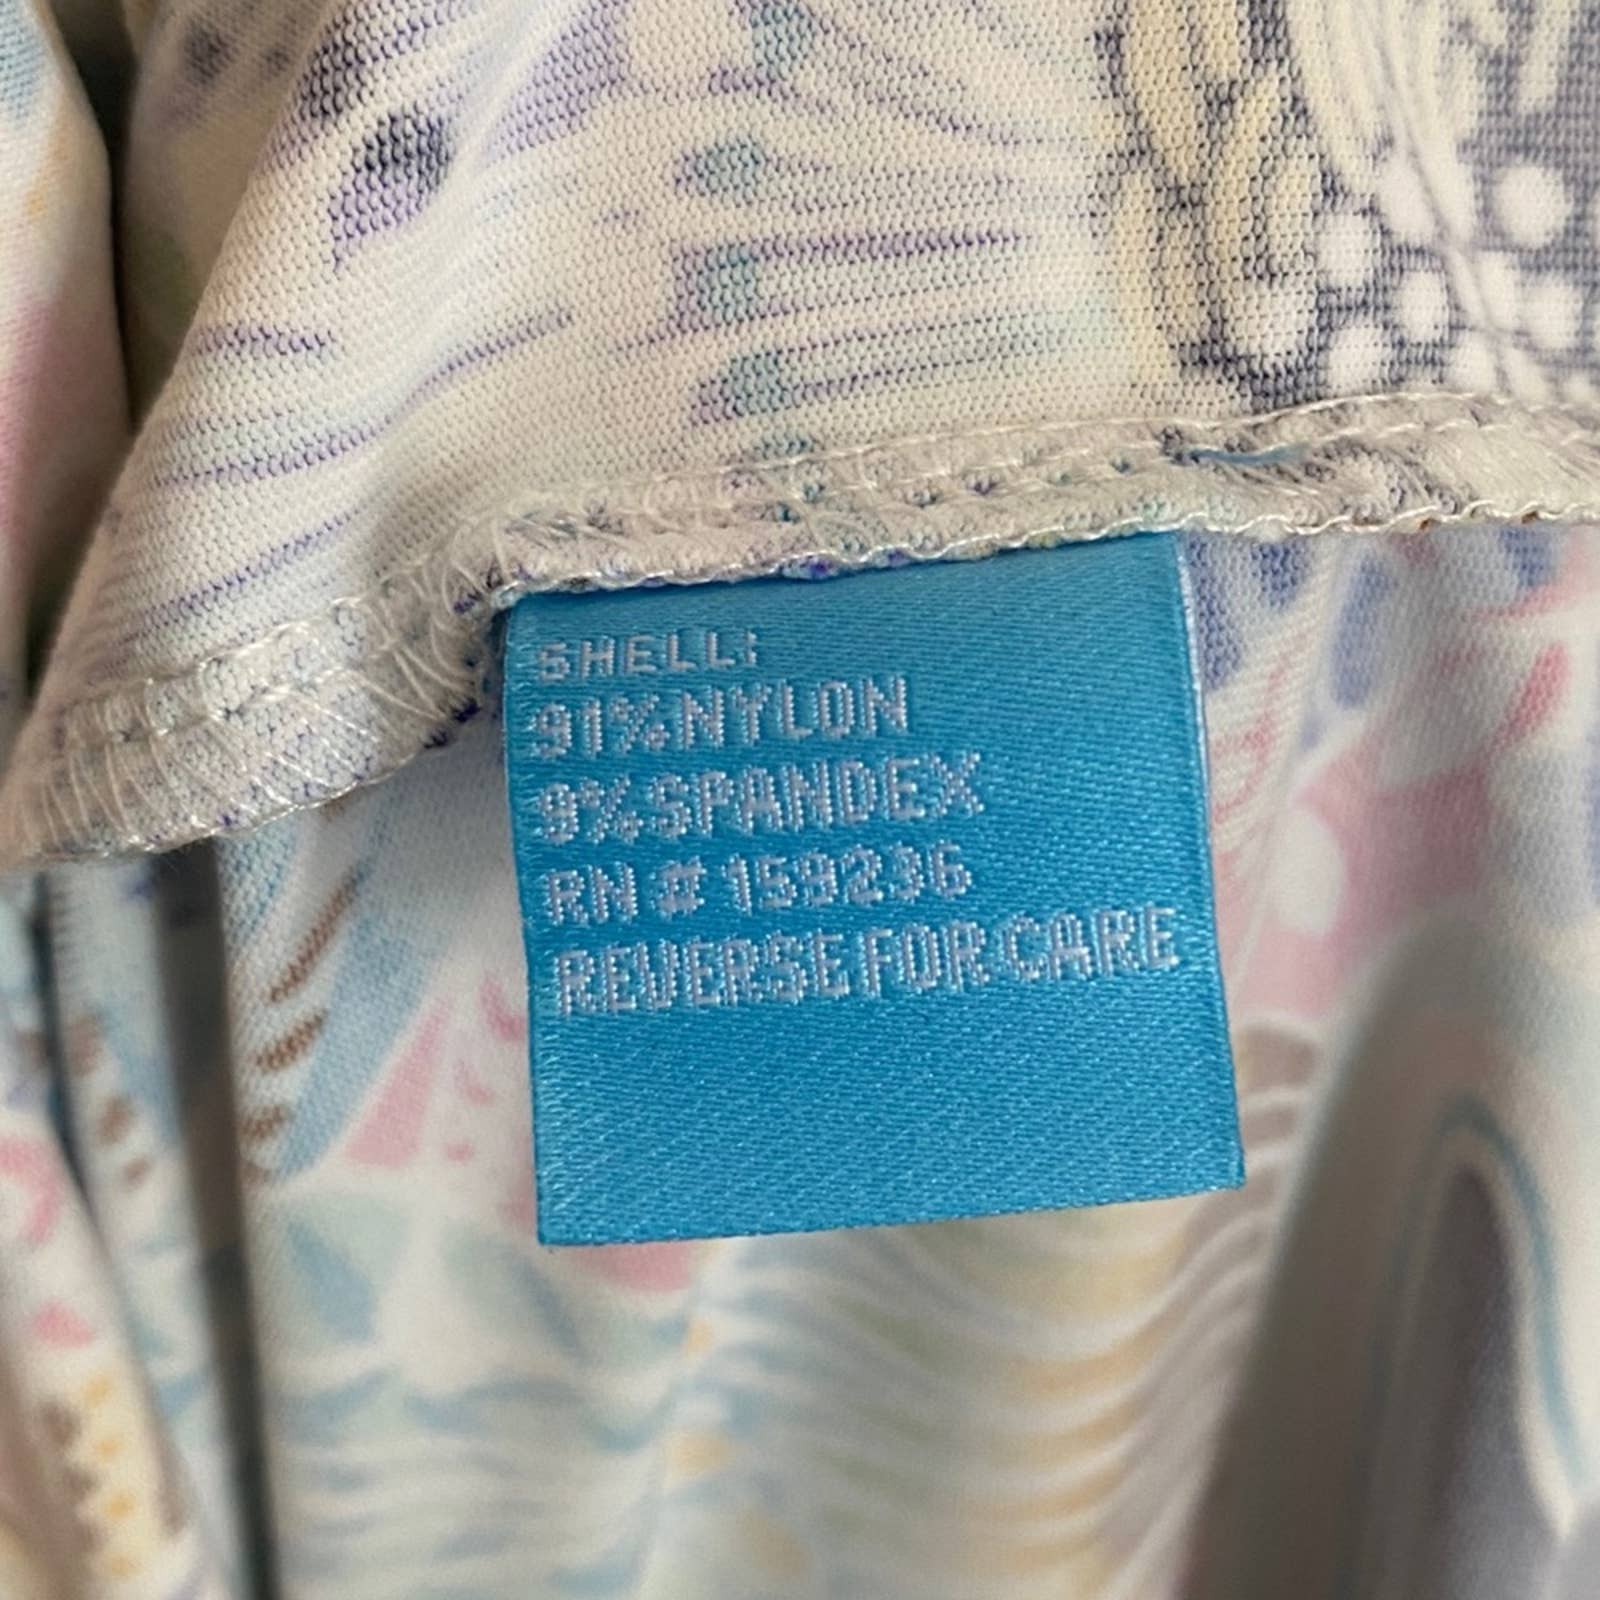 SHELL:
91% NYLON
9% SPANDEX
RN # 159236
REVERSE FOR CARE